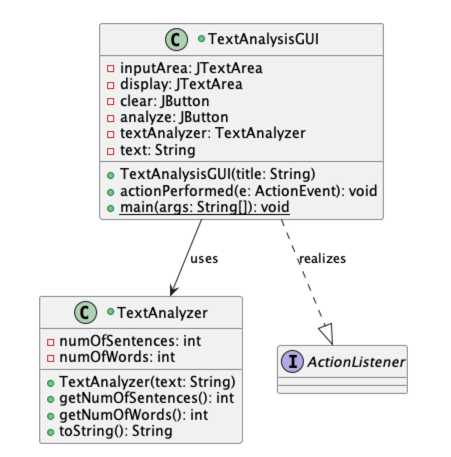 C TextAnalysisGUI
inputArea: JTextArea
display: JTextArea
clear: JButton
analyze: JButton
textAnalyzer: TextAnalyzer
text: String
TextAnalysisGUI(title: String)
actionPerformed(e: ActionEvent): void
main(args: String[]): void
uses
realizes
C TextAnalyzer
numOfSentences: int
numOfWords: int
TextAnalyzer(text: String)
getNumOfSentences(): int
getNumOfWords(): int
toString(): String
I ActionListener